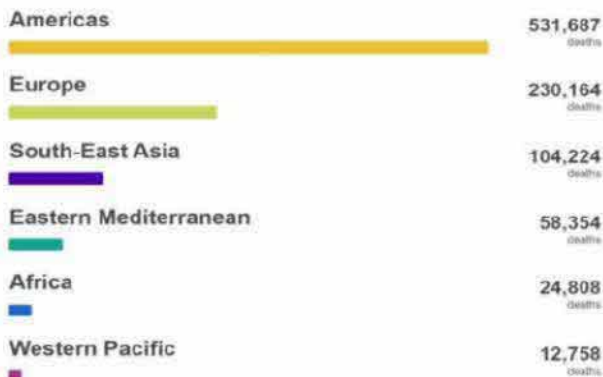 Americas 531,687
deaths
Europe 230,164
deaths
South-East Asia 104,224
deaths
Eastern Mediterranean 58,354
deaths
Africa 24,808
deaths
Western Pacific 12,758
deaths